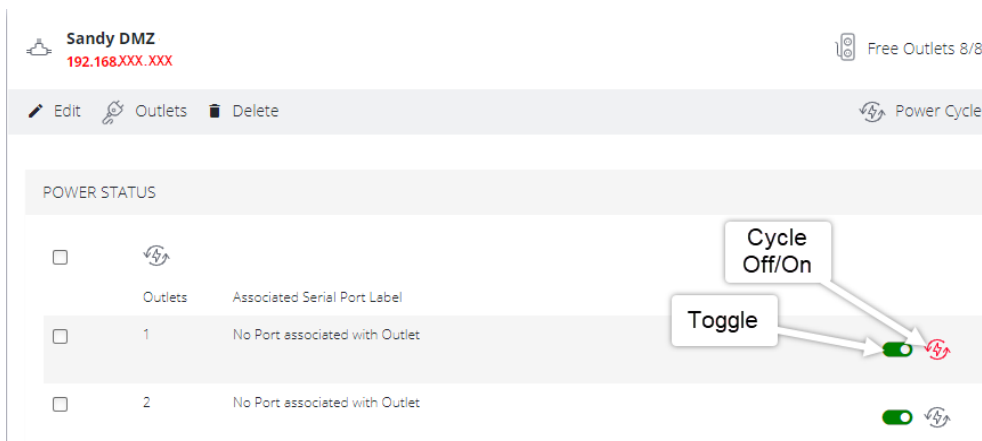 Sandy DMZ
192.168.XXX.XXX
Free Outlets 8/8
Edit Outlets Delete
Power Cycle
POWER STATUS
Cycle
Off/On
Outlets Associated Serial Port Label
Toggle
1 No Port associated with Outlet
2 No Port associated with Outlet